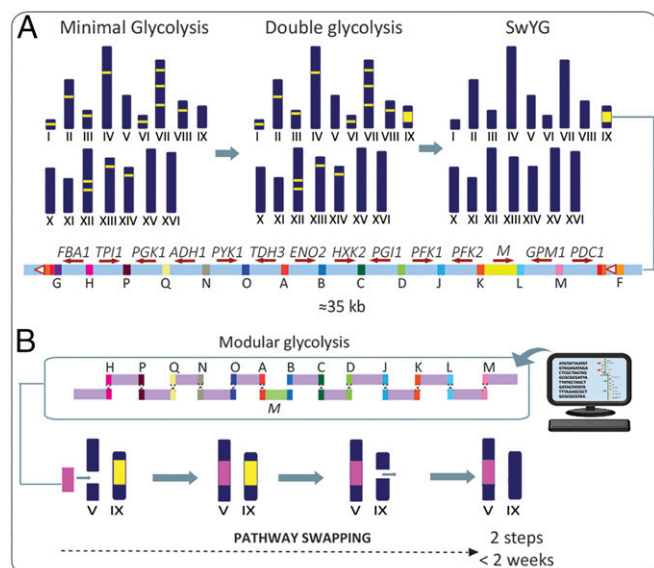 A
Minimal Glycolysis Double glycolysis SwYG
I II III IV V VI VII VIII IX I II III IV V VI VII VIII IX I II III IV V VI VII VIII IX
X XI XII XIII XIV XV XVI X XI XII XIII XIV XV XVI X XI XII XIII XIV XV XVI
FBA1 TPI1 PGK1 ADH1 PYK1 TDH3 ENO2 HXK2 PGI1 PFK1 PFK2 M GPM1 PDC1
G H P Q N O A B C D J K L M F
≈35 kb
B
Modular glycolysis
H P Q N O A B C D J K L M
M
V IX V IX V IX V IX
PATHWAY SWAPPING
2 steps
< 2 weeks